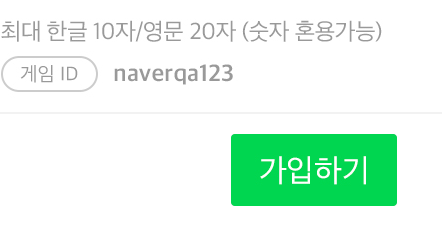 최대 한글 10자/영문 20자 (숫자 혼용가능)
게임 ID naverqa123
가입하기